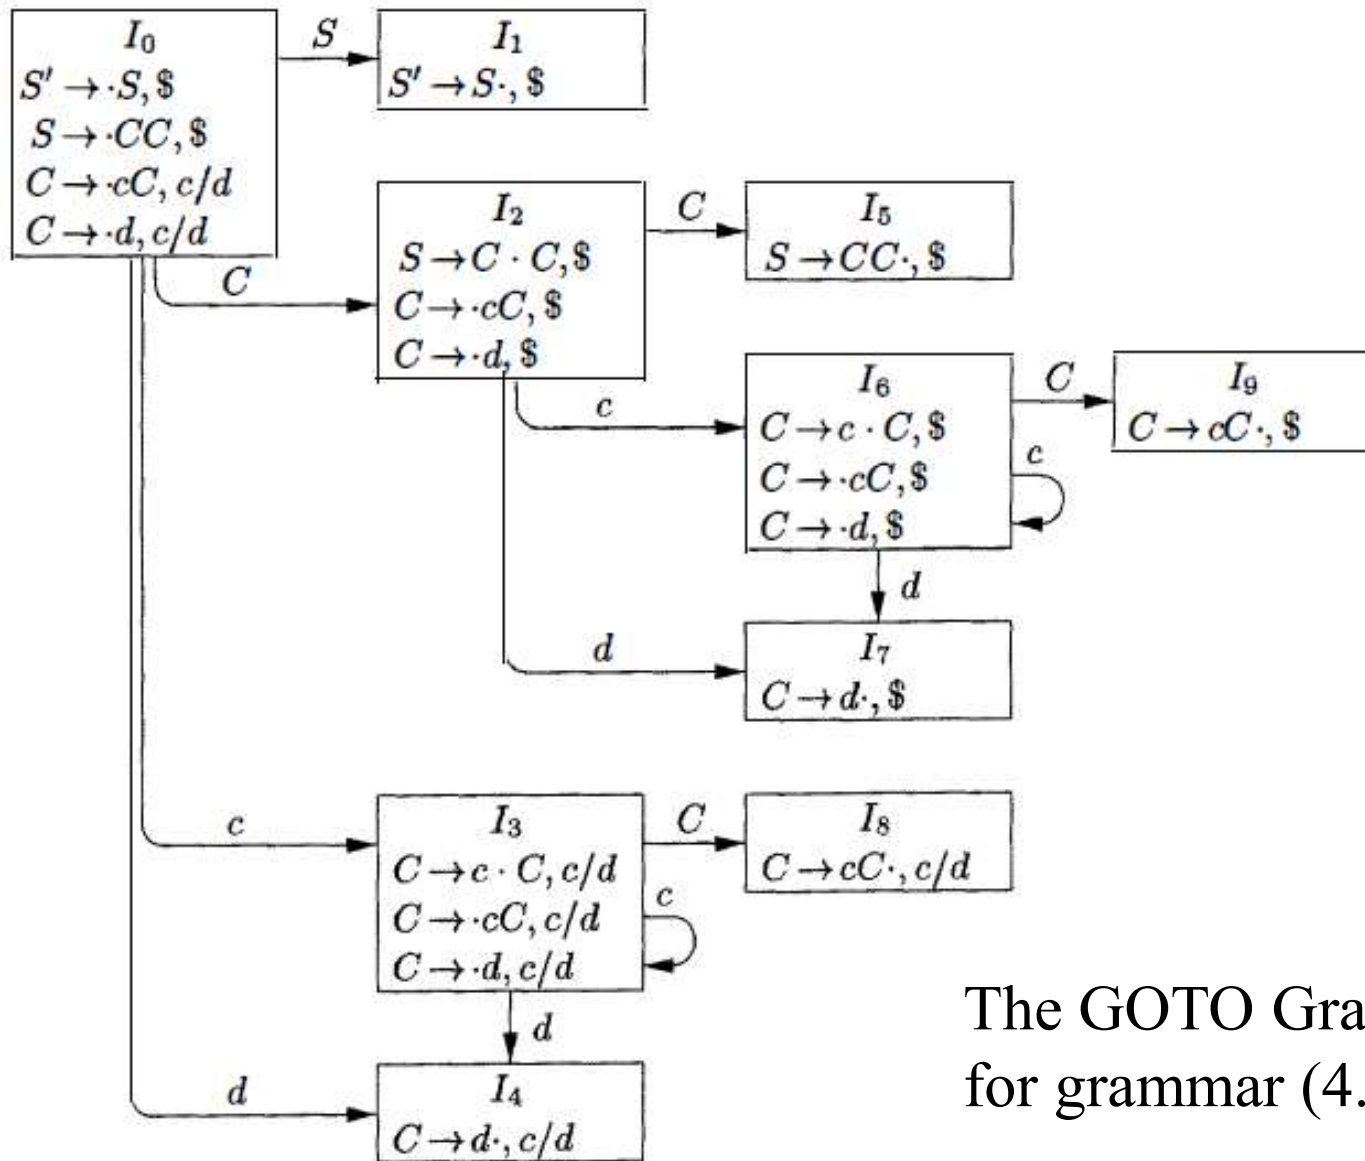 I₀
S' → ·S, $
S → ·CC, $
C → ·cC, c/d
C → ·d, c/d
S
I₁
S' → S·, $
C
I₂
S → C · C, $
C → ·cC, $
C → ·d, $
C
I₅
S → CC·, $
c
I₆
C → c · C, $
C → ·cC, $
C → ·d, $
C
I₉
C → cC·, $
c
d
d
I₇
C → d·, $
c
I₃
C → c · C, c/d
C → ·cC, c/d
C → ·d, c/d
C
I₈
C → cC·, c/d
c
d
d
I₄
C → d·, c/d
The GOTO Gra
for grammar (4.